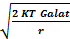 √(2 KT Galat / r)